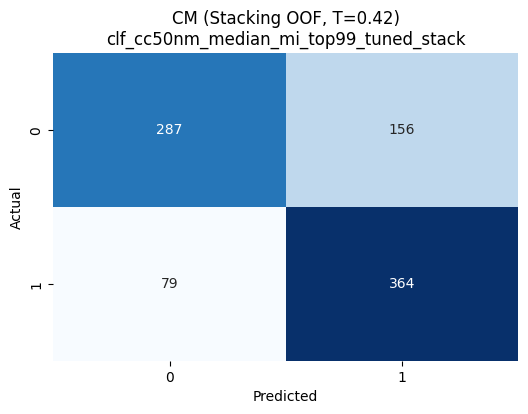 CM (Stacking OOF, T=0.42)
clf_cc50nm_median_mi_top99_tuned_stack
0
287
156
Actual
1
79
364
0
1
Predicted